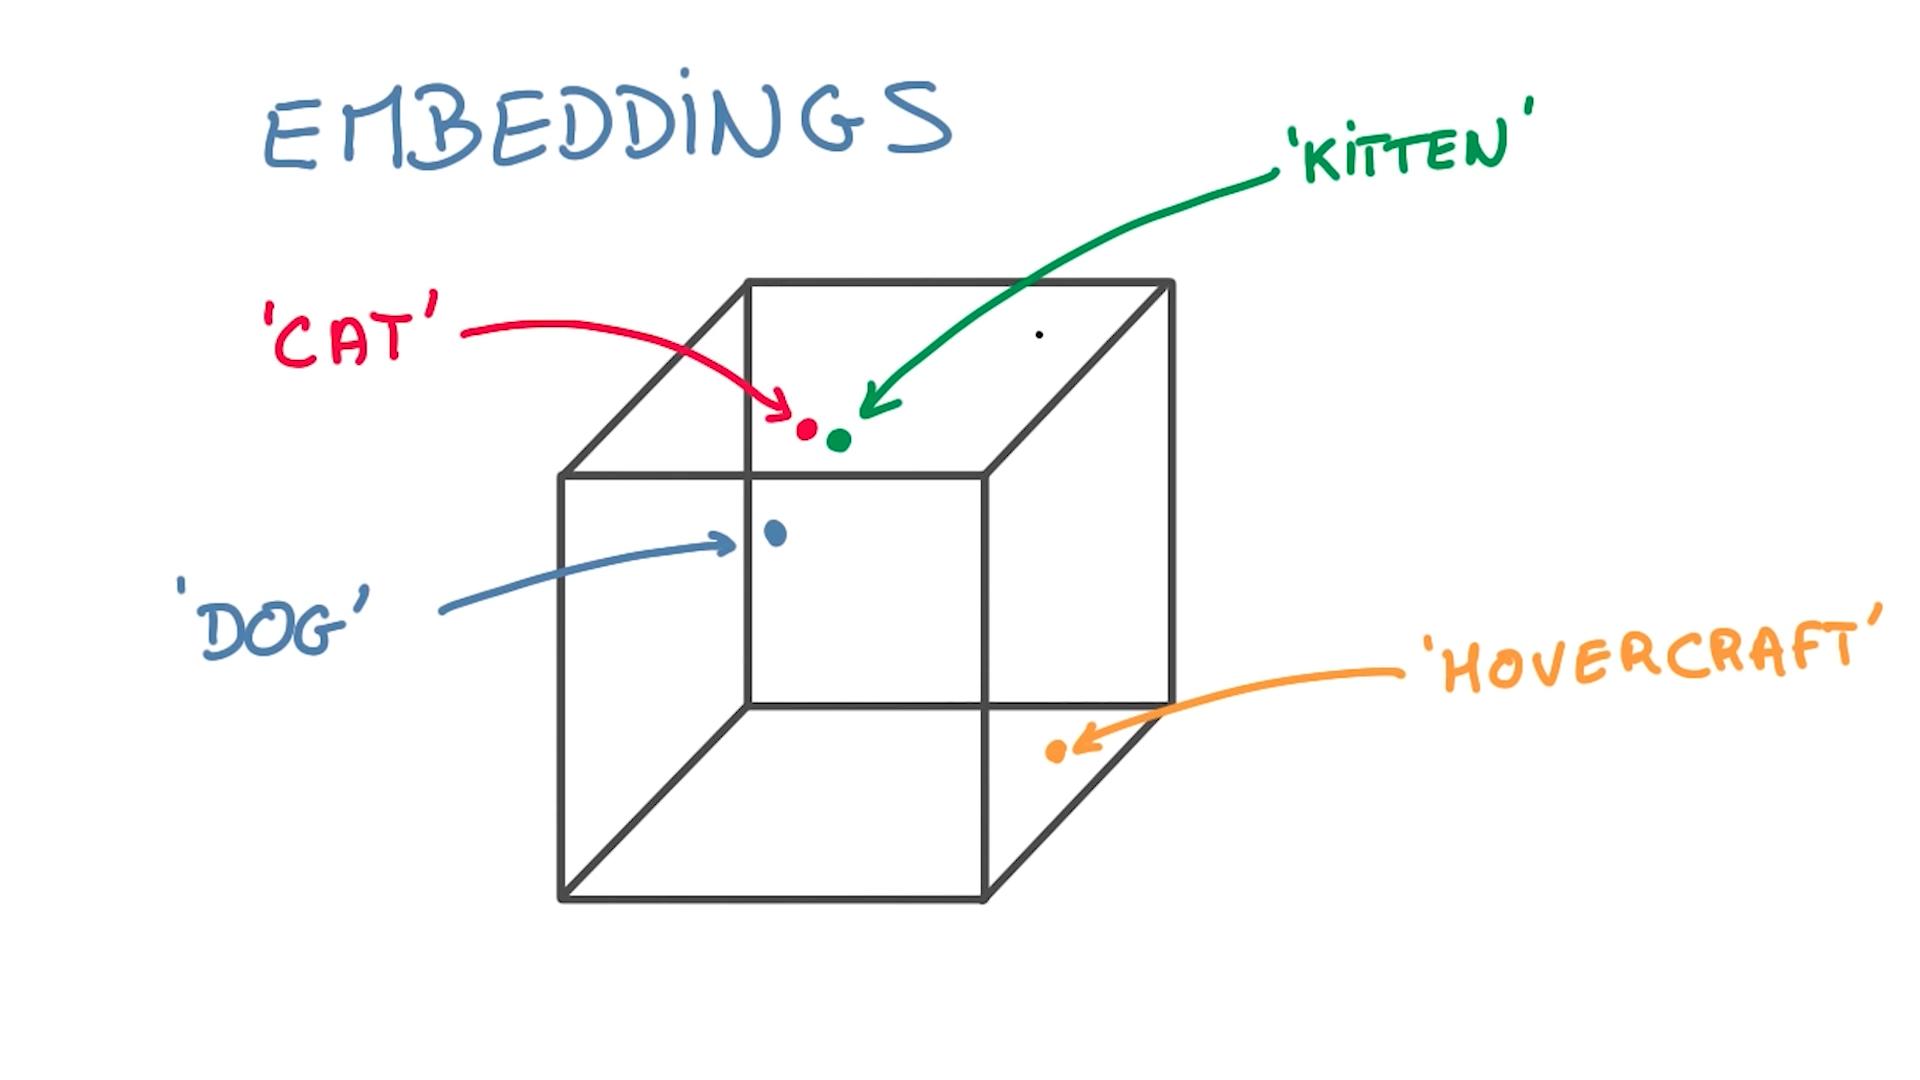 EMBEDDiNGS
'KiTTEN'
'CAT'
'DOG'
'HOVERCRAFT'